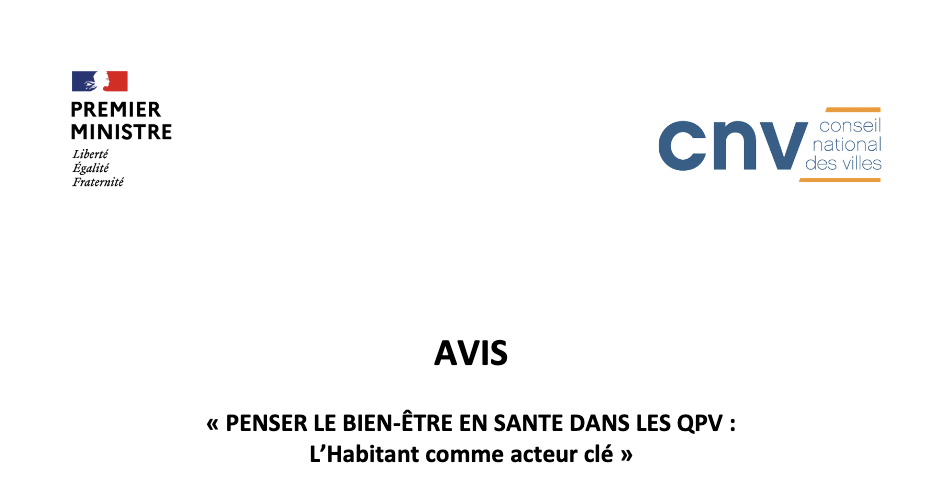 PREMIER
MINISTRE
Liberté
Égalité
Fraternité
cnv
conseil
national
des villes
AVIS
« PENSER LE BIEN-ÊTRE EN SANTE DANS LES QPV :
L’Habitant comme acteur clé »